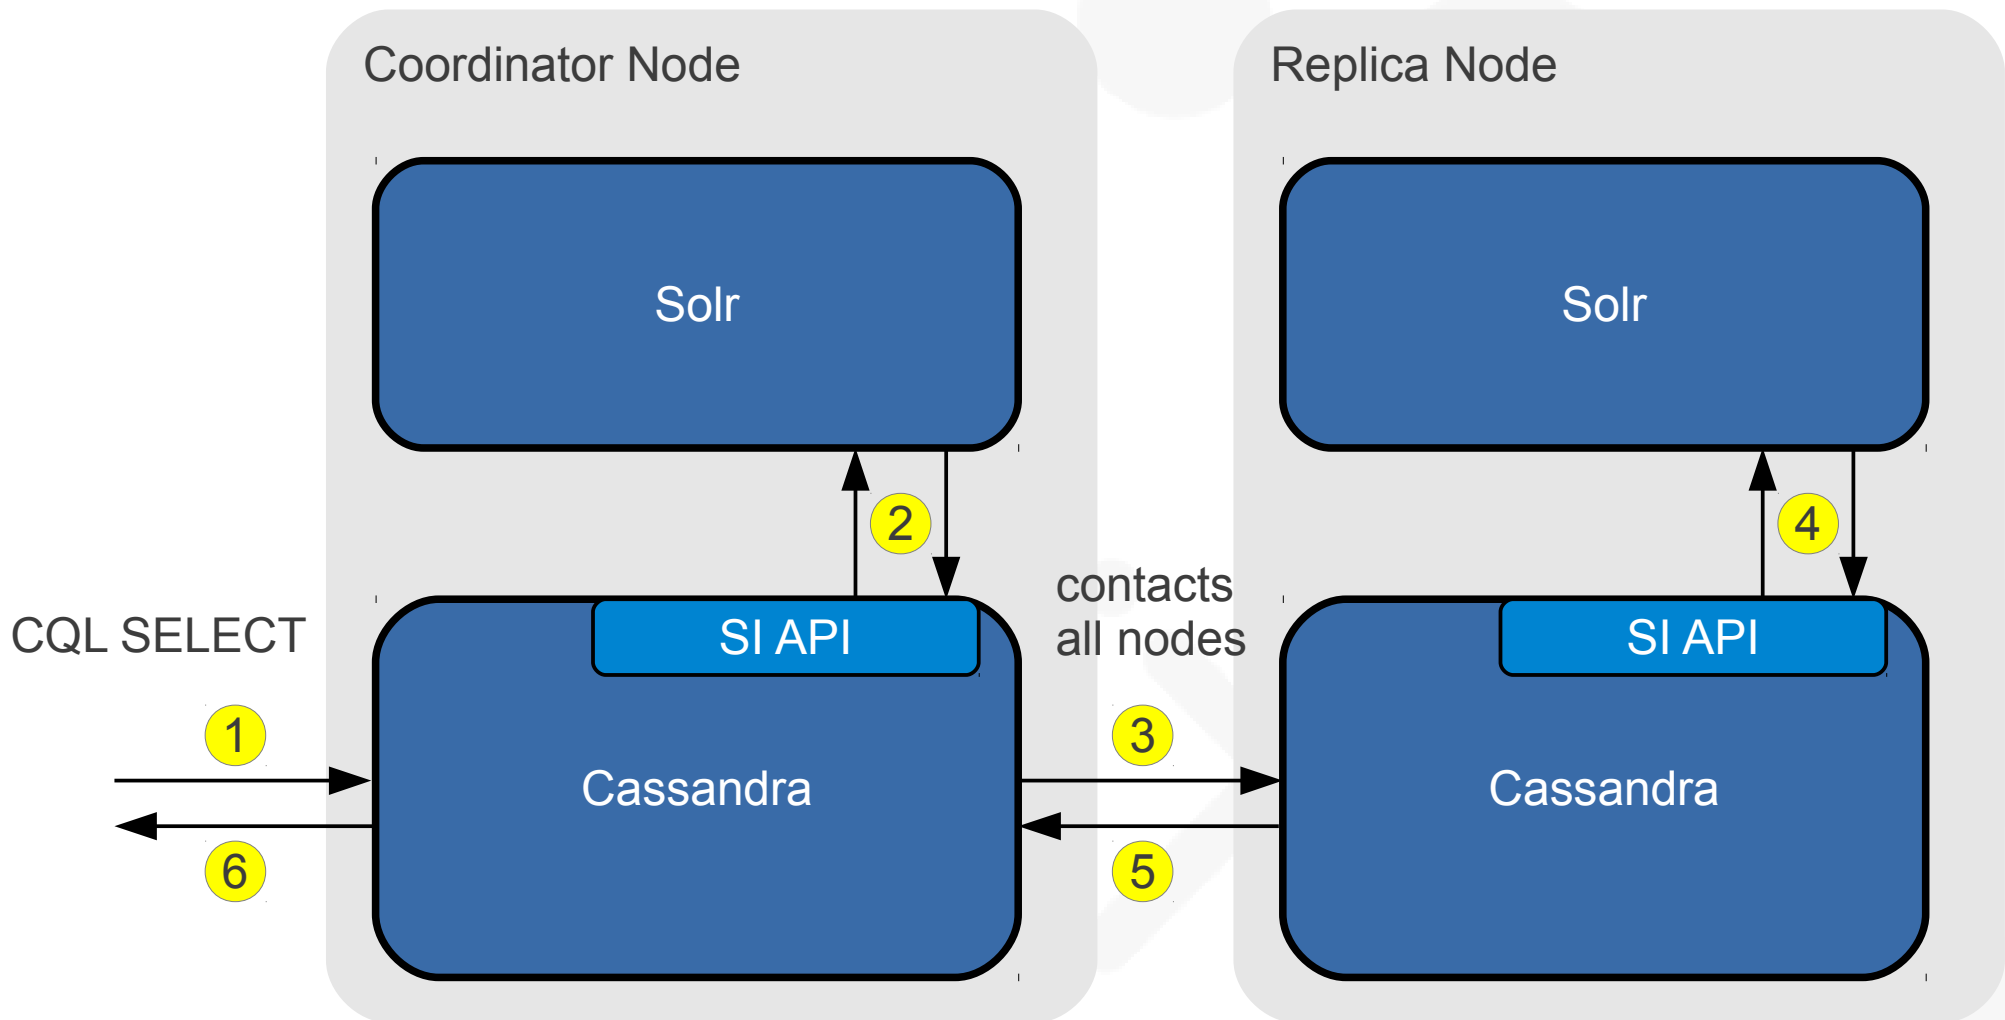 Coordinator Node
Replica Node
Solr
Solr
2
4
contacts
all nodes
CQL SELECT
SI API
SI API
1
3
Cassandra
Cassandra
6
5